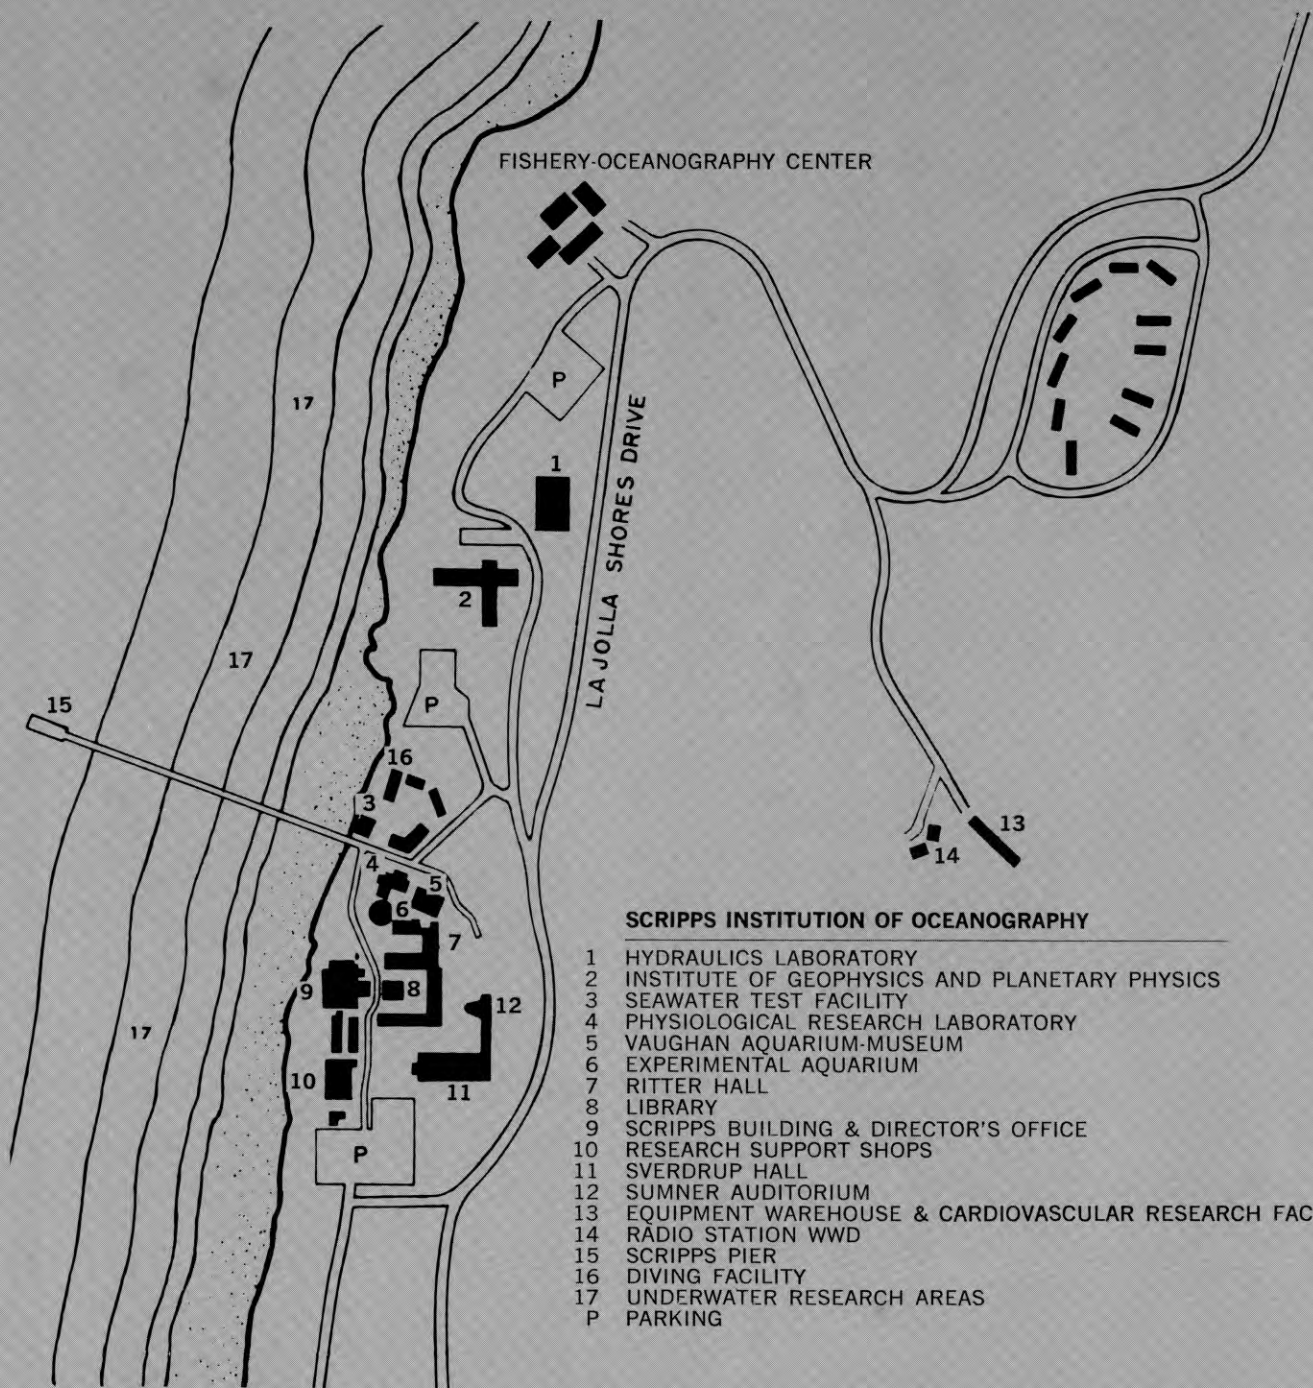 FISHERY-OCEANOGRAPHY CENTER
P
17
1
LA JOLLA SHORES DRIVE
2
17
P
15
16
3
13
14
4
5
6
7
SCRIPPS INSTITUTION OF OCEANOGRAPHY
1 HYDRAULICS LABORATORY
2 INSTITUTE OF GEOPHYSICS AND PLANETARY PHYSICS
3 SEAWATER TEST FACILITY
4 PHYSIOLOGICAL RESEARCH LABORATORY
5 VAUGHAN AQUARIUM-MUSEUM
6 EXPERIMENTAL AQUARIUM
7 RITTER HALL
8 LIBRARY
9 SCRIPPS BUILDING & DIRECTOR'S OFFICE
10 RESEARCH SUPPORT SHOPS
11 SVERDRUP HALL
12 SUMNER AUDITORIUM
13 EQUIPMENT WAREHOUSE & CARDIOVASCULAR RESEARCH FAC
14 RADIO STATION WWD
15 SCRIPPS PIER
16 DIVING FACILITY
17 UNDERWATER RESEARCH AREAS
P PARKING
9
8
12
17
10
11
P